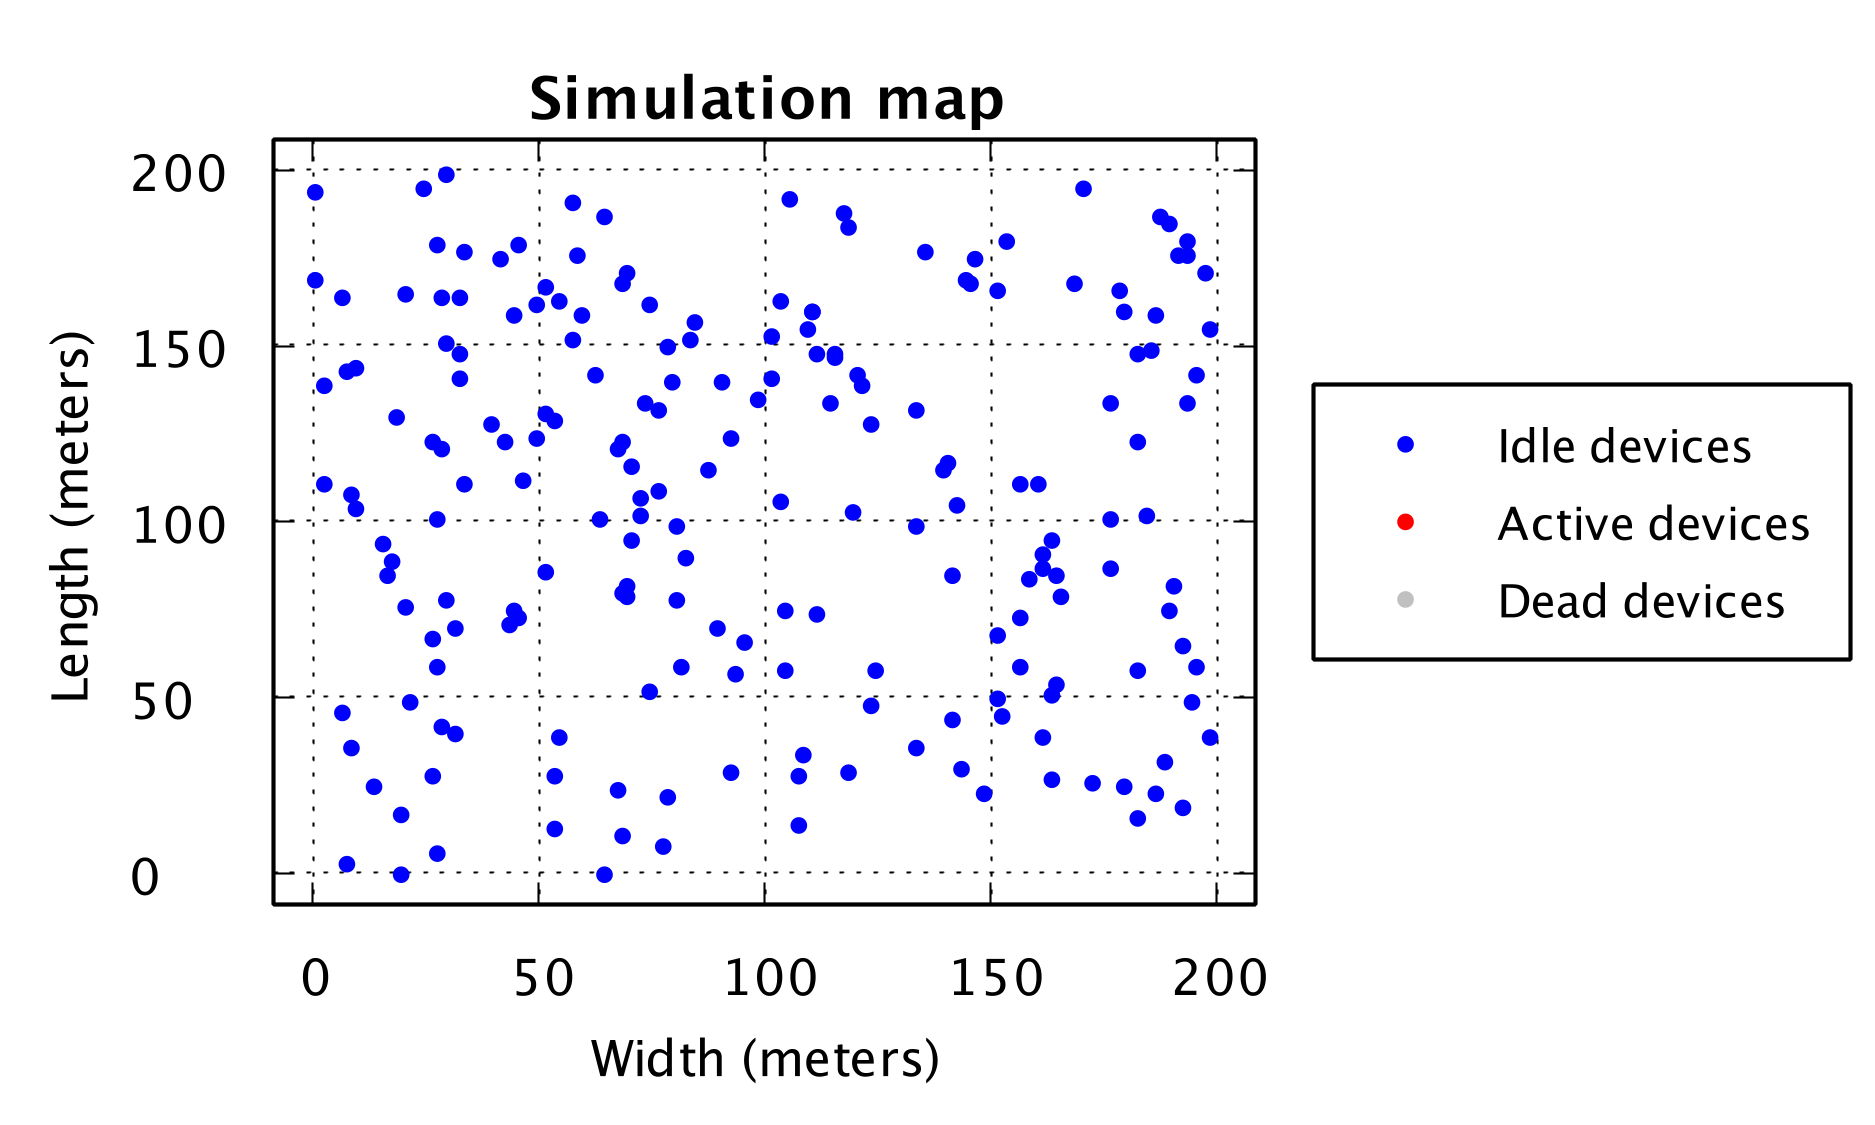 Simulation map
Length (meters)
200
150
100
50
0
0 50 100 150 200
Width (meters)
Idle devices
Active devices
Dead devices